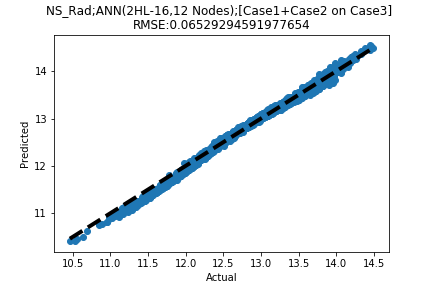 NS_Rad;ANN(2HL-16,12 Nodes);[Case1+Case2 on Case3]
RMSE:0.06529294591977654
14
13
12
11
Predicted
10.5 11.0 11.5 12.0 12.5 13.0 13.5 14.0 14.5
Actual